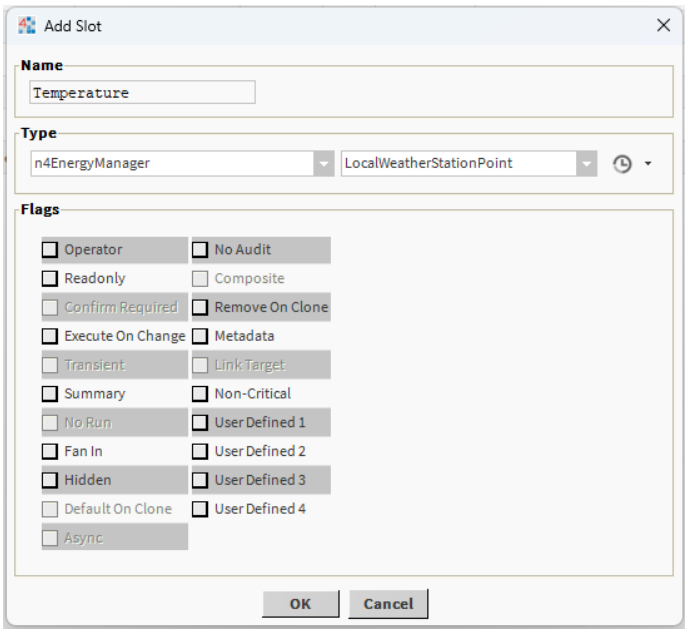 Add Slot
Name
Temperature
Type
n4EnergyManager LocalWeatherStationPoint
Flags
Operator No Audit
Readonly Composite
Confirm Required Remove On Clone
Execute On Change Metadata
Transient Link Target
Summary Non-Critical
No Run User Defined 1
Fan In User Defined 2
Hidden User Defined 3
Default On Clone User Defined 4
Async
OK Cancel